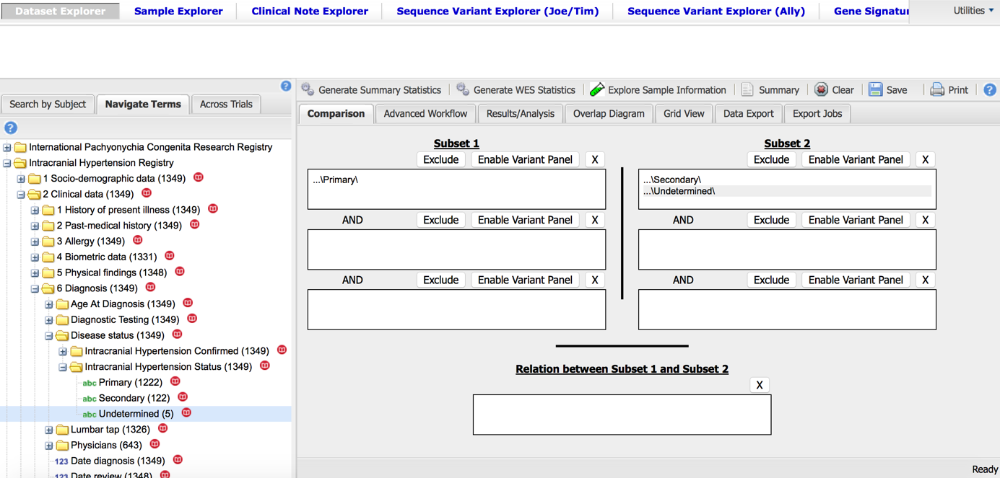 Dataset Explorer Sample Explorer Clinical Note Explorer Sequence Variant Explorer (Joe/Tim) Sequence Variant Explorer (Ally) Gene Signatur Utilities
Search by Subject Navigate Terms Across Trials
International Pachyonychia Congenita Research Registry
Intracranial Hypertension Registry
1 Socio-demographic data (1349)
2 Clinical data (1349)
1 History of present illness (1349)
2 Past-medical history (1349)
3 Allergy (1349)
4 Biometric data (1331)
5 Physical findings (1348)
6 Diagnosis (1349)
Age At Diagnosis (1349)
Diagnostic Testing (1349)
Disease status (1349)
Intracranial Hypertension Confirmed (1349)
Intracranial Hypertension Status (1349)
abc Primary (1222)
abc Secondary (122)
abc Undetermined (5)
Lumbar tap (1326)
Physicians (643)
123 Date diagnosis (1349)
123 Date review (1348)
Generate Summary Statistics Generate WES Statistics Explore Sample Information Summary Clear Save Print ?
Comparison Advanced Workflow Results/Analysis Overlap Diagram Grid View Data Export Export Jobs
Subset 1
Exclude Enable Variant Panel X
...\Primary\
AND Exclude Enable Variant Panel X
AND Exclude Enable Variant Panel X
Subset 2
Exclude Enable Variant Panel X
...\Secondary\
...\Undetermined\
AND Exclude Enable Variant Panel X
AND Exclude Enable Variant Panel X
Relation between Subset 1 and Subset 2
X
Ready